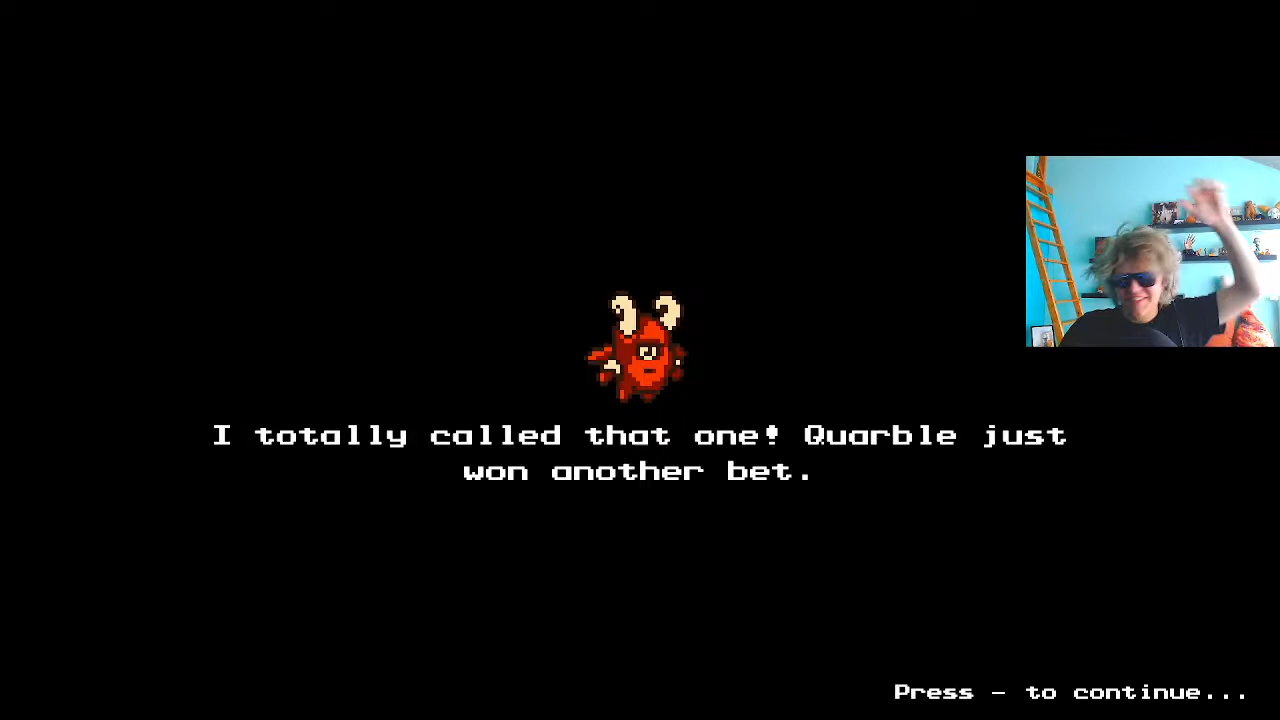 I totally called that one! Quarble just
won another bet.
Press - to continue...